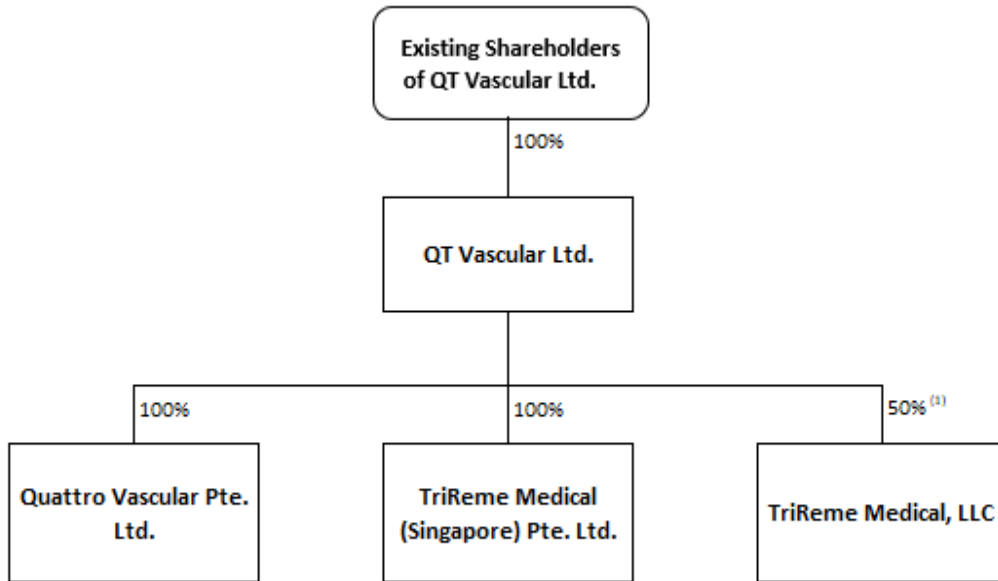 Existing Shareholders
of QT Vascular Ltd.
100%
QT Vascular Ltd.
100%
100%
50% (1)
Quattro Vascular Pte.
Ltd.
TriReme Medical
(Singapore) Pte. Ltd.
TriReme Medical, LLC